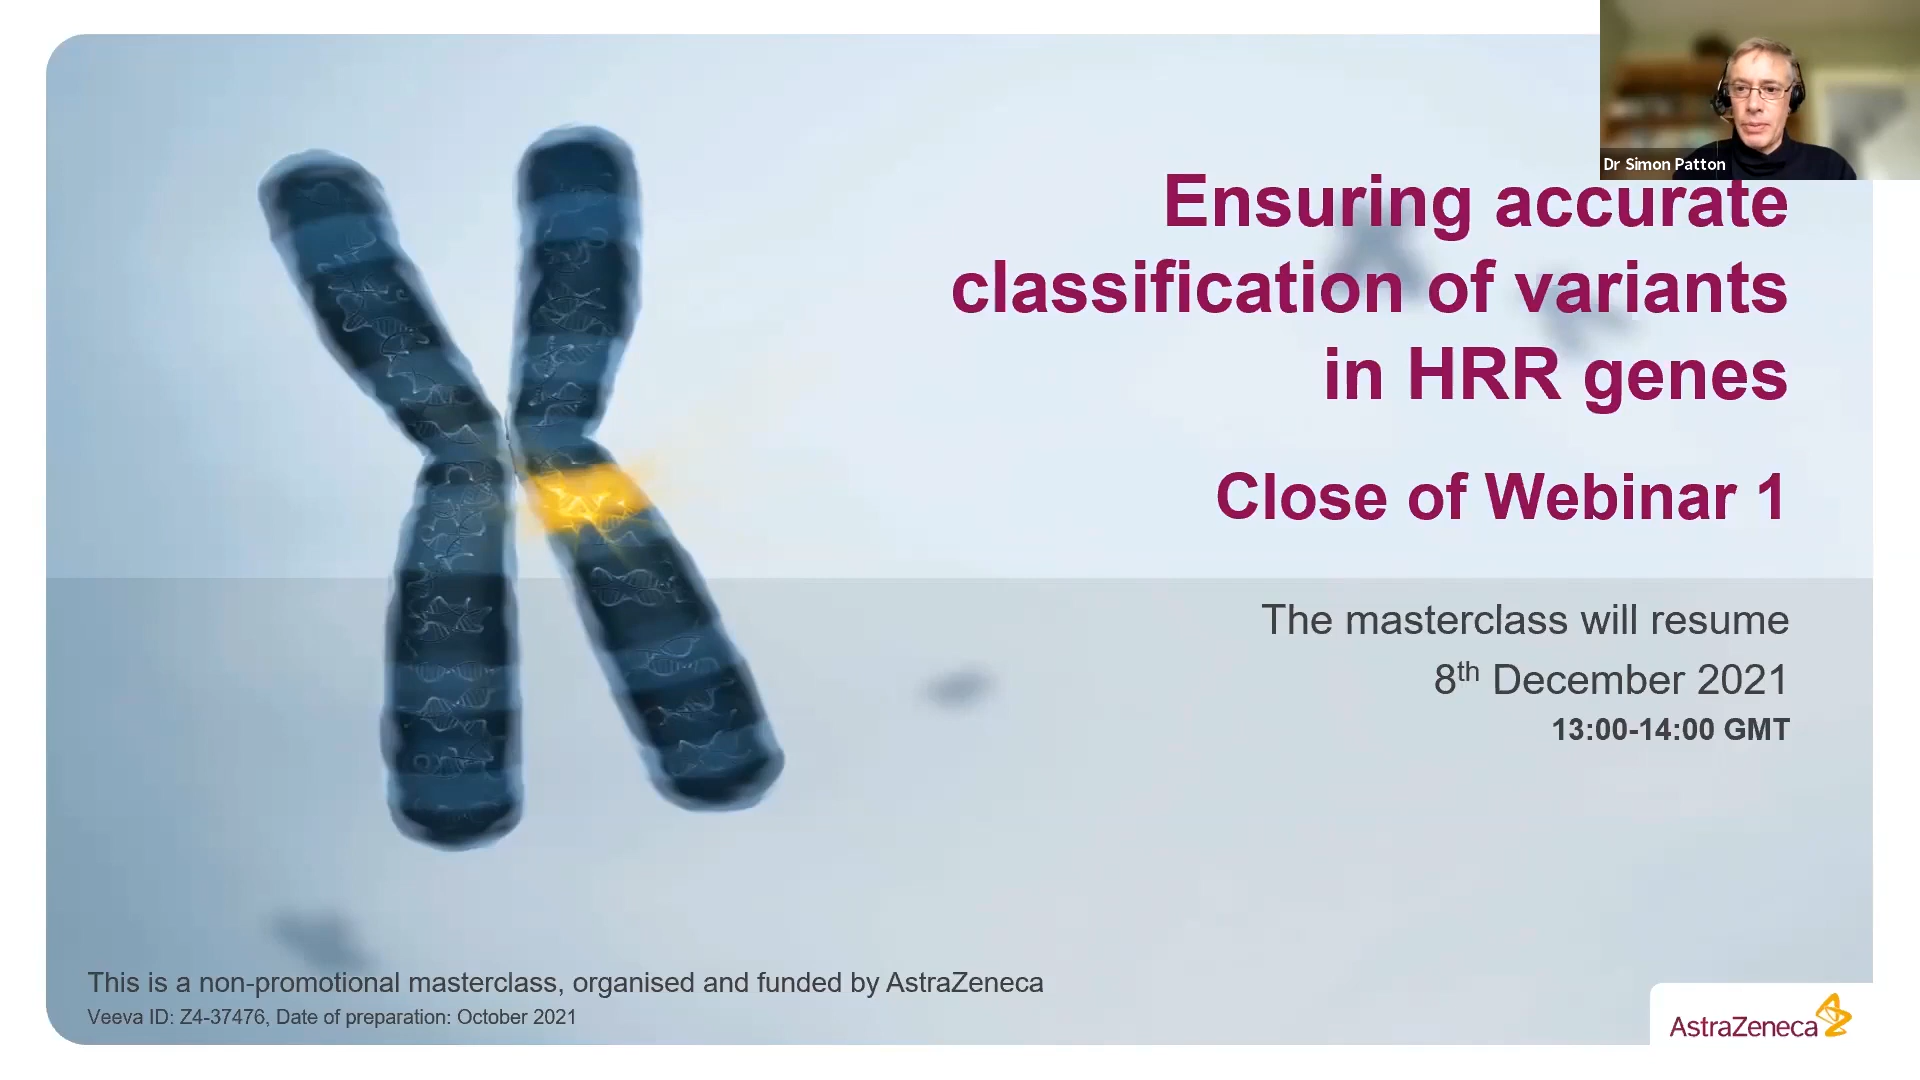 Dr Simon Patton
Ensuring accurate
classification of variants
in HRR genes
Close of Webinar 1
The masterclass will resume
8th December 2021
13:00-14:00 GMT
This is a non-promotional masterclass, organised and funded by AstraZeneca
Veeva ID: Z4-37476, Date of preparation: October 2021
AstraZeneca